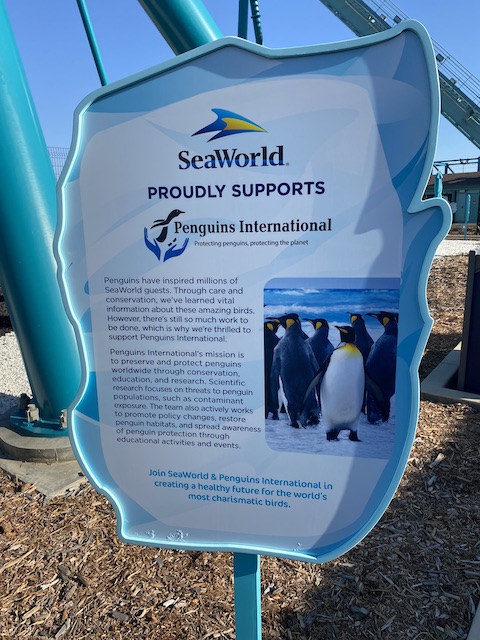 SeaWorld®
PROUDLY SUPPORTS
Penguins International
Protecting penguins, protecting the planet
Penguins have inspired millions of
SeaWorld guests. Through care and
conservation, we've learned vital
information about these amazing birds.
However, there's still so much work to
be done, which is why we're thrilled to
support Penguins International.
Penguins International's mission is
to preserve and protect penguins
worldwide through conservation,
education, and research. Scientific
research focuses on threats to penguin
populations, such as contaminant
exposure. The team also actively works
to promote policy changes, restore
penguin habitats, and spread awareness
of penguin protection through
educational activities and events.
Join SeaWorld & Penguins International in
creating a healthy future for the world's
most charismatic birds.